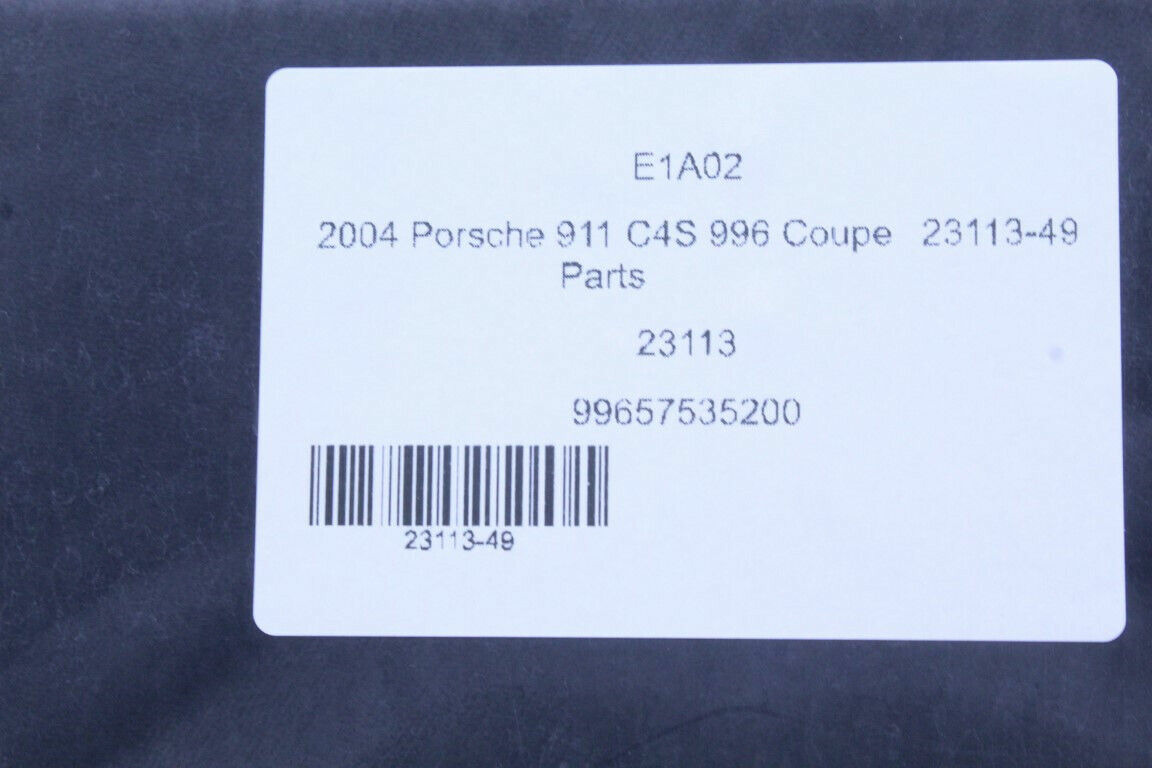 E1A02
2004 Porsche 911 C4S 996 Coupe 23113-49
Parts
23113
99657535200
23113-49